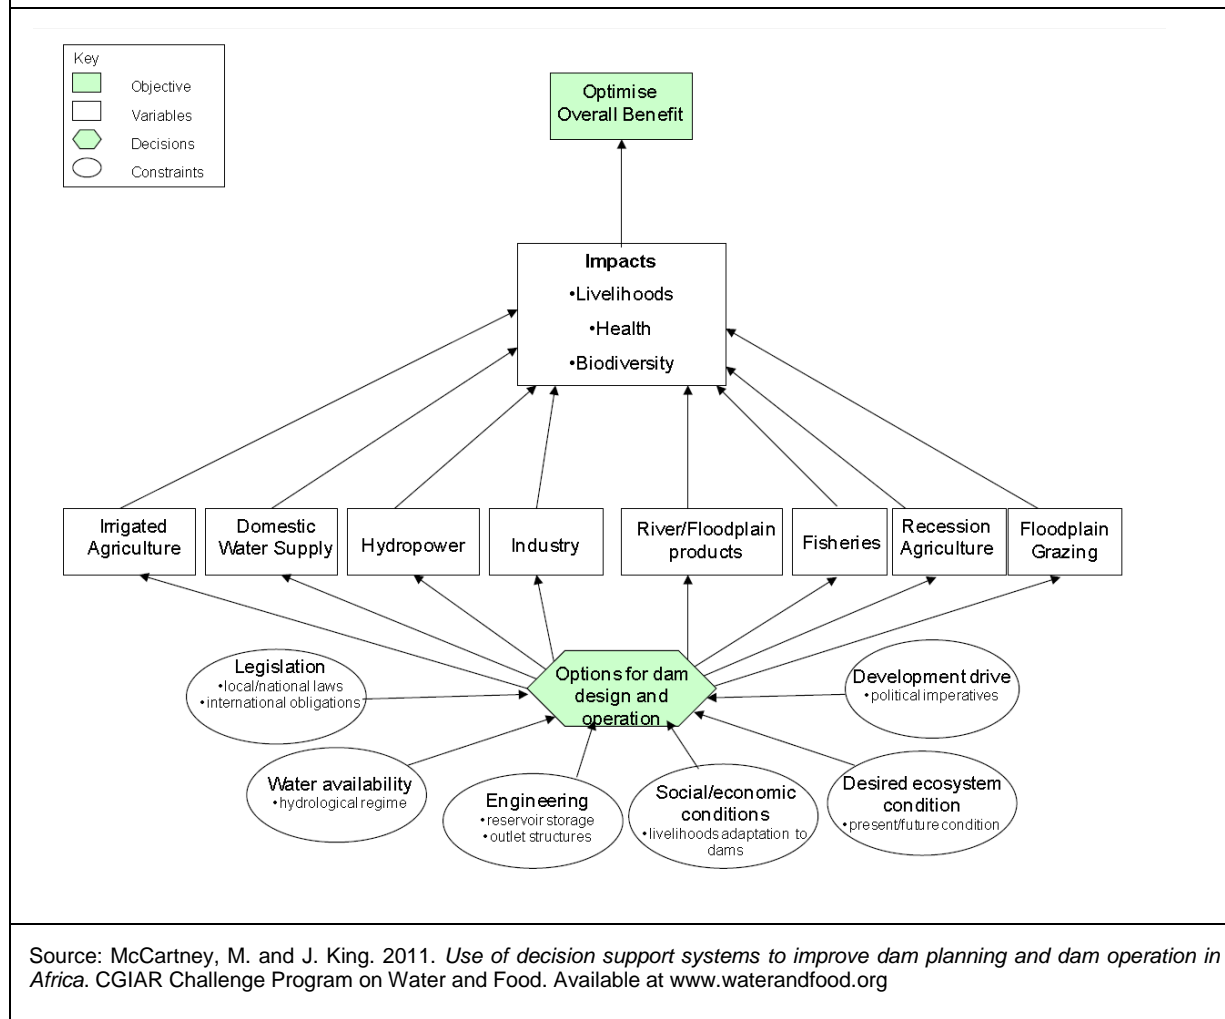 Key
Objective
Variables
Decisions
Constraints
Optimise
Overall Benefit
Impacts
•Livelihoods
•Health
•Biodiversity
Irrigated
Agriculture
Domestic
Water Supply
Hydropower
Industry
River/Floodplain
products
Fisheries
Recession
Agriculture
Floodplain
Grazing
Options for dam
design and
operation
Legislation
•local/national laws
•international obligations
Development drive
•political imperatives
Water availability
•hydrological regime
Engineering
•reservoir storage
•outlet structures
Social/economic
conditions
•livelihoods adaptation to
dams
Desired ecosystem
condition
•present/future condition
Source: McCartney, M. and J. King. 2011. Use of decision support systems to improve dam planning and dam operation in
Africa. CGIAR Challenge Program on Water and Food. Available at www.waterandfood.org